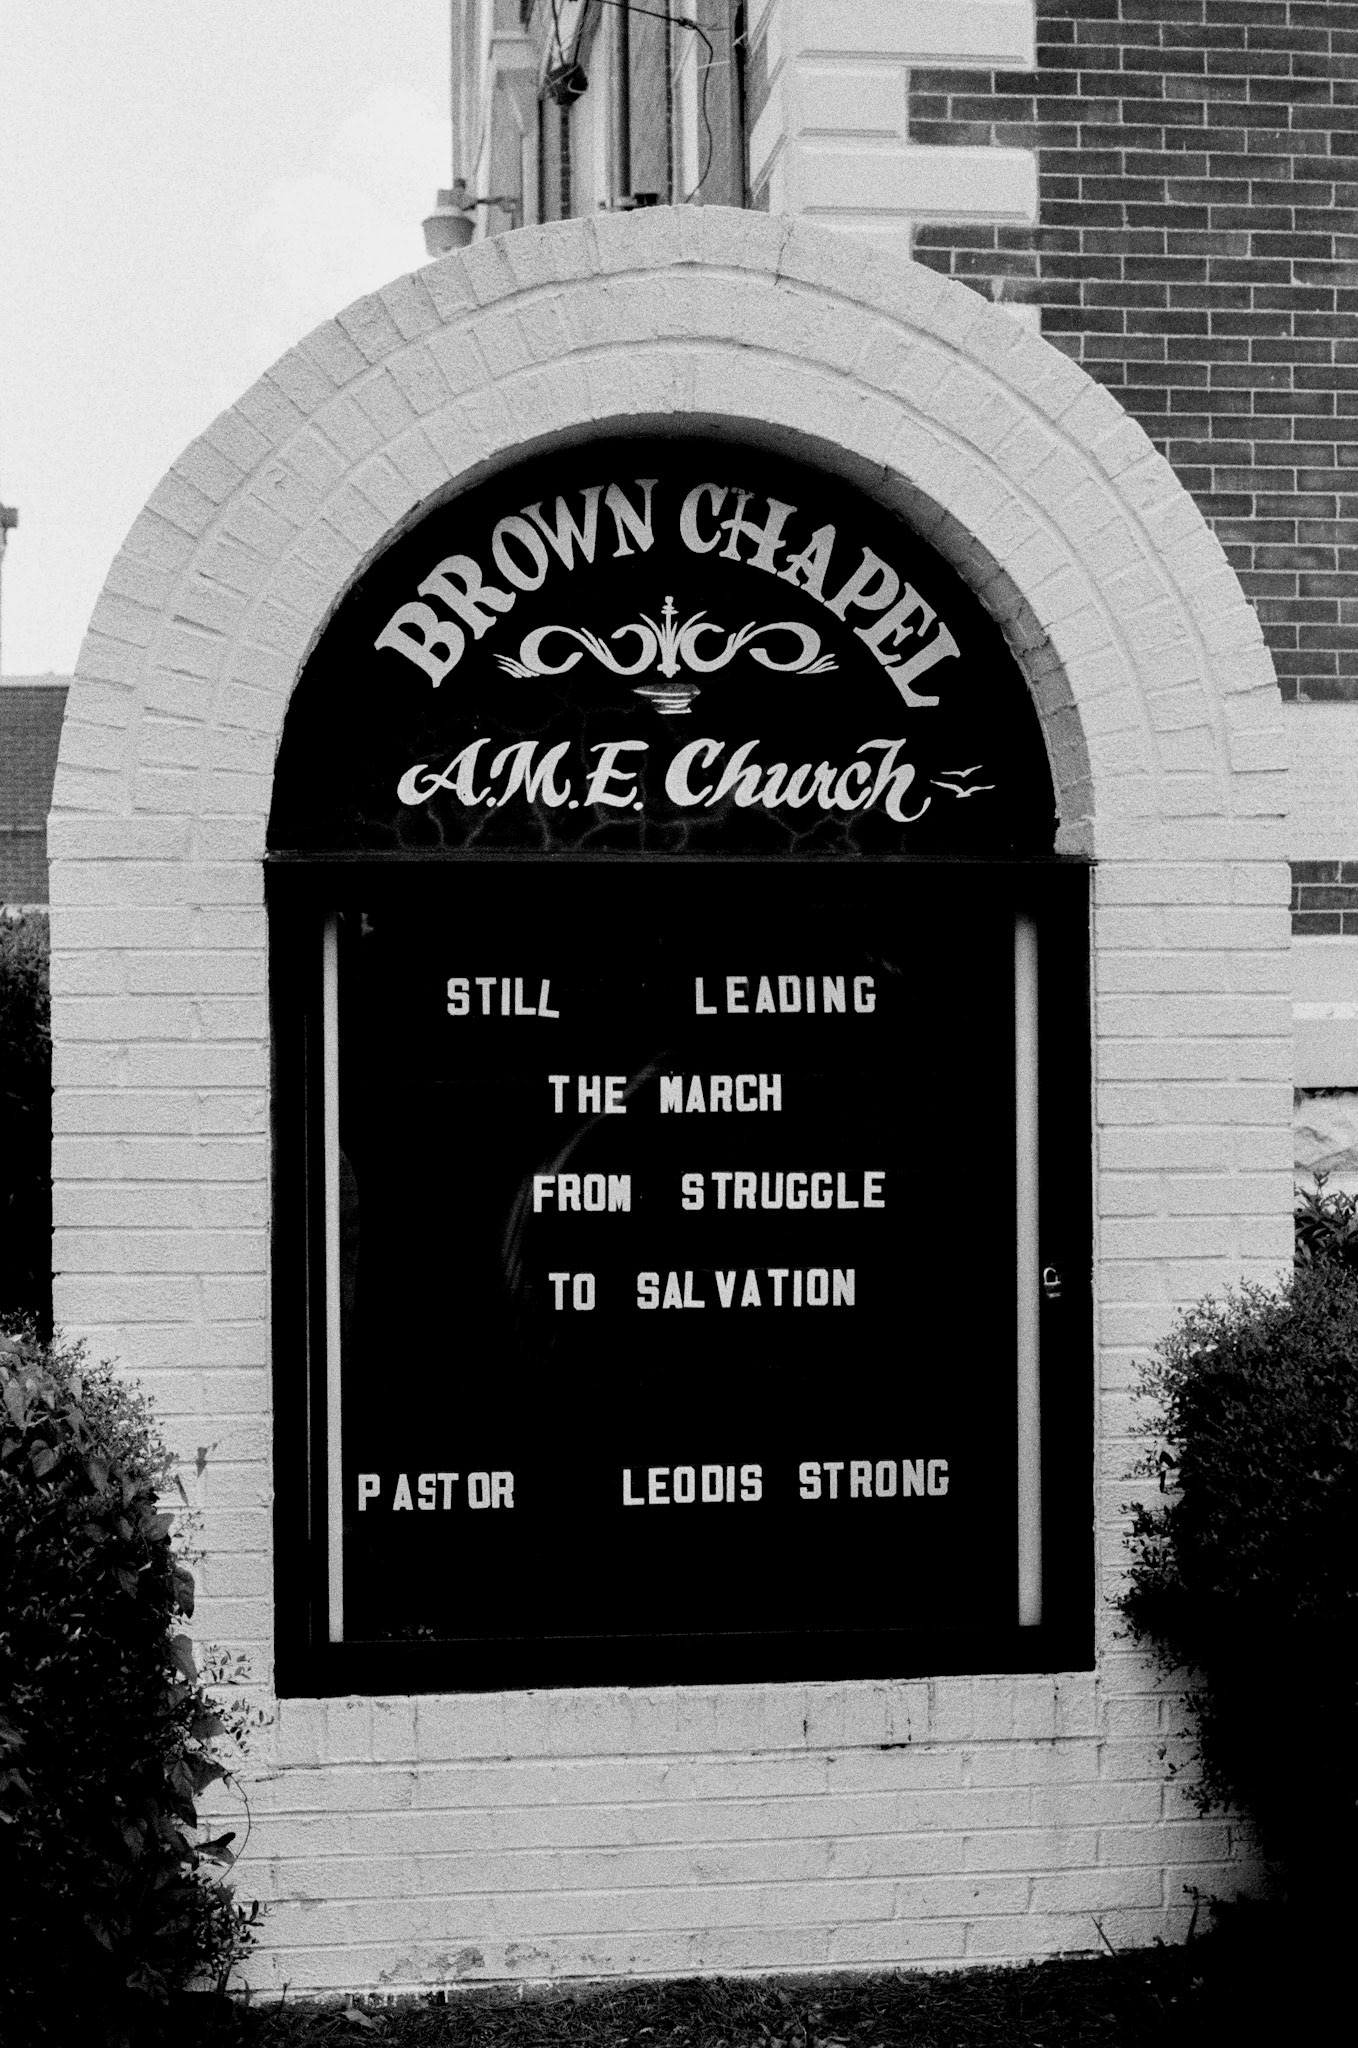 BROWN CHAPEL
A.M.E. Church
STILL LEADING
THE MARCH
FROM STRUGGLE
TO SALVATION
PASTOR LEODIS STRONG